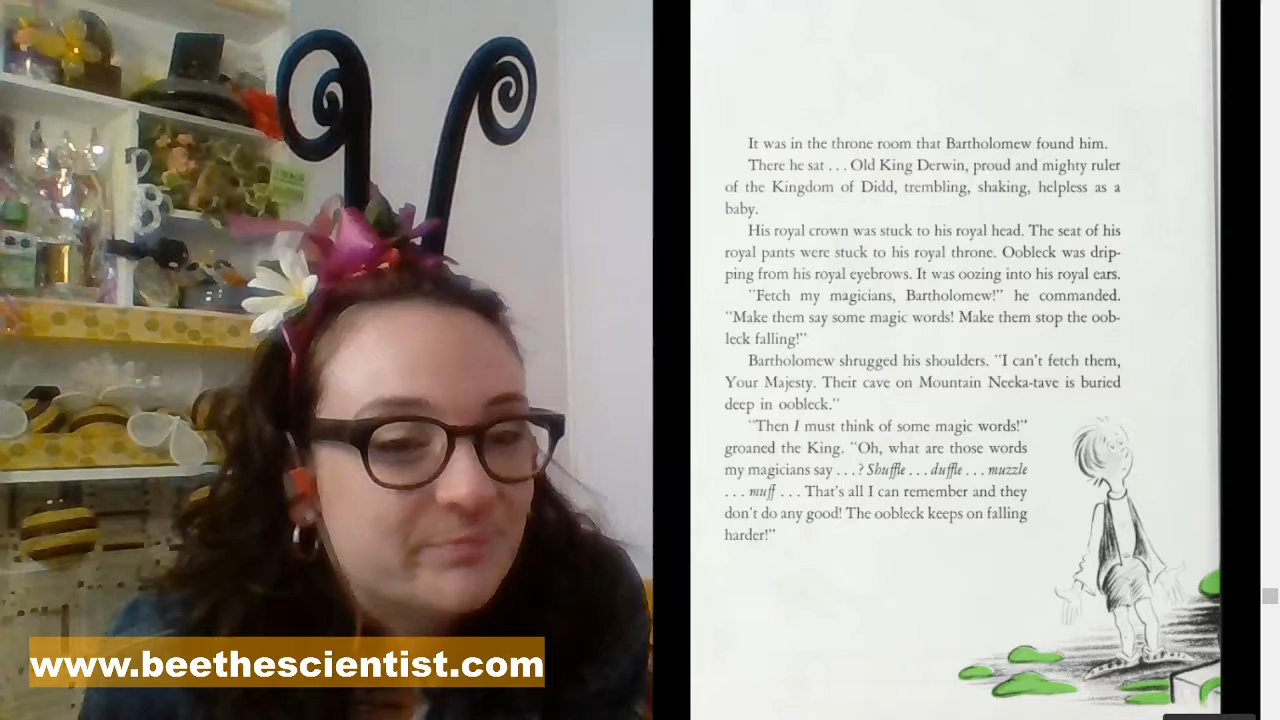 It was in the throne room that Bartholomew found him.
There he sat . . . Old King Derwin, proud and mighty ruler
of the Kingdom of Didd, trembling, shaking, helpless as a
baby.
His royal crown was stuck to his royal head. The seat of his
royal pants were stuck to his royal throne. Oobleck was drip-
ping from his royal eyebrows. It was oozing into his royal ears.
"Fetch my magicians, Bartholomew!" he commanded.
"Make them say some magic words! Make them stop the oob-
leck falling!"
Bartholomew shrugged his shoulders. "I can't fetch them,
Your Majesty. Their cave on Mountain Neeka-tave is buried
deep in oobleck."
"Then I must think of some magic words!"
groaned the King. "Oh, what are those words
my magicians say . . . ? Shuffle . . . duffle . . . muzzle
. . . muff . . . That's all I can remember and they
don't do any good! The oobleck keeps on falling
harder!"
www.beethescientist.com